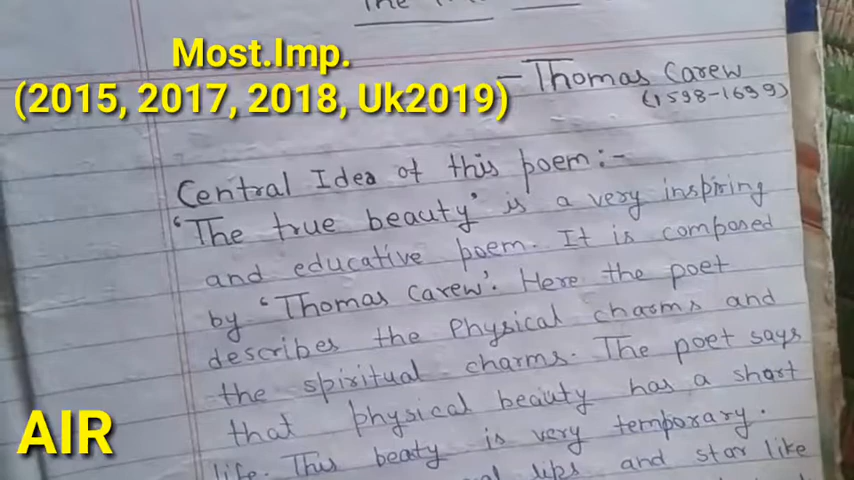 Most.Imp.
(2015, 2017, 2018, Uk2019)
- Thomas Carew
(1598-1699)
Central Idea of this poem:-
'The true beauty' is a very inspiring
and educative poem. It is composed
by 'Thomas Carew'. Here the poet
describes the Physical charms and
the spiritual charms. The poet says
that physical beauty has a short
life. This beaty is very temporary.
and star like
AIR